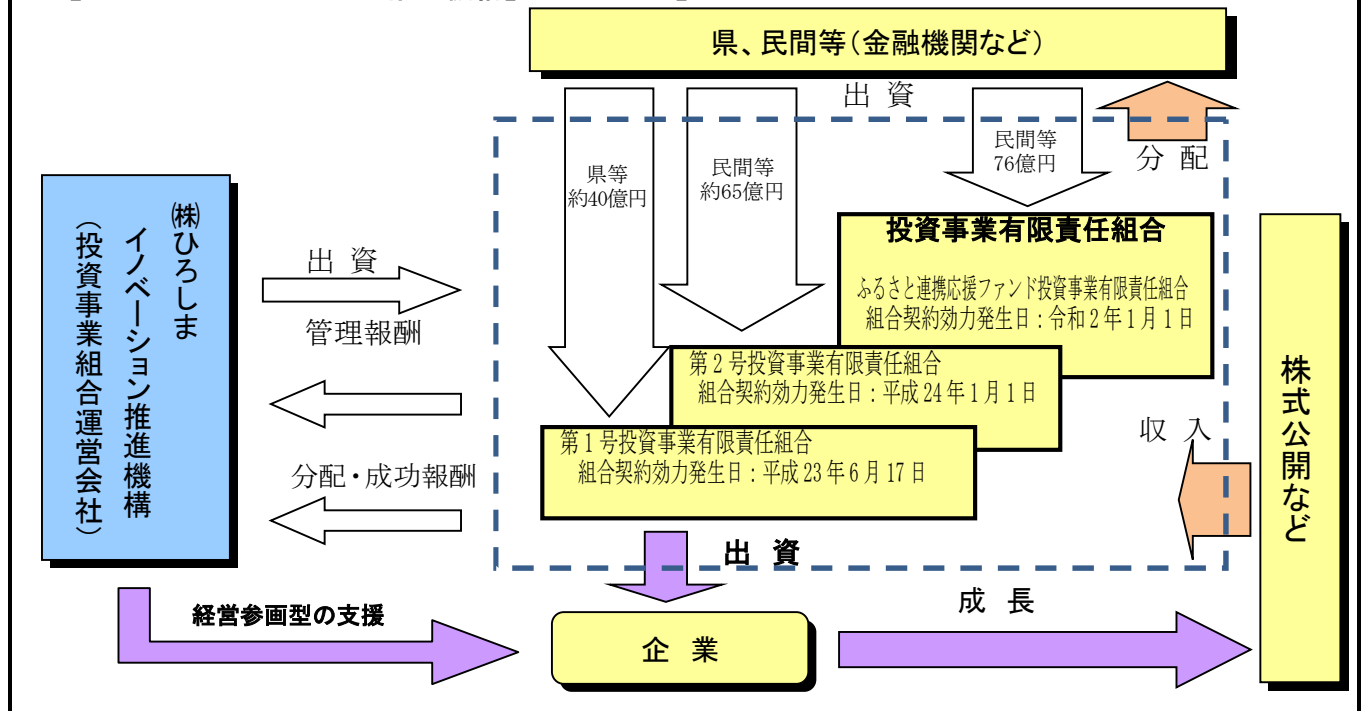 県、民間等(金融機関など)
出 資
分 配
県等
約40億円
民間等
約65億円
民間等
76億円
㈱ひろしま
イノベーション推進機構
(投資事業組合運営会社)
出 資
管理報酬
分配・成功報酬
投資事業有限責任組合
ふるさと連携応援ファンド投資事業有限責任組合
組合契約効力発生日:令和2年1月1日
第2号投資事業有限責任組合
組合契約効力発生日:平成24年1月1日
第1号投資事業有限責任組合
組合契約効力発生日:平成23年6月17日
収 入
株式公開など
出 資
経営参画型の支援
企 業
成 長